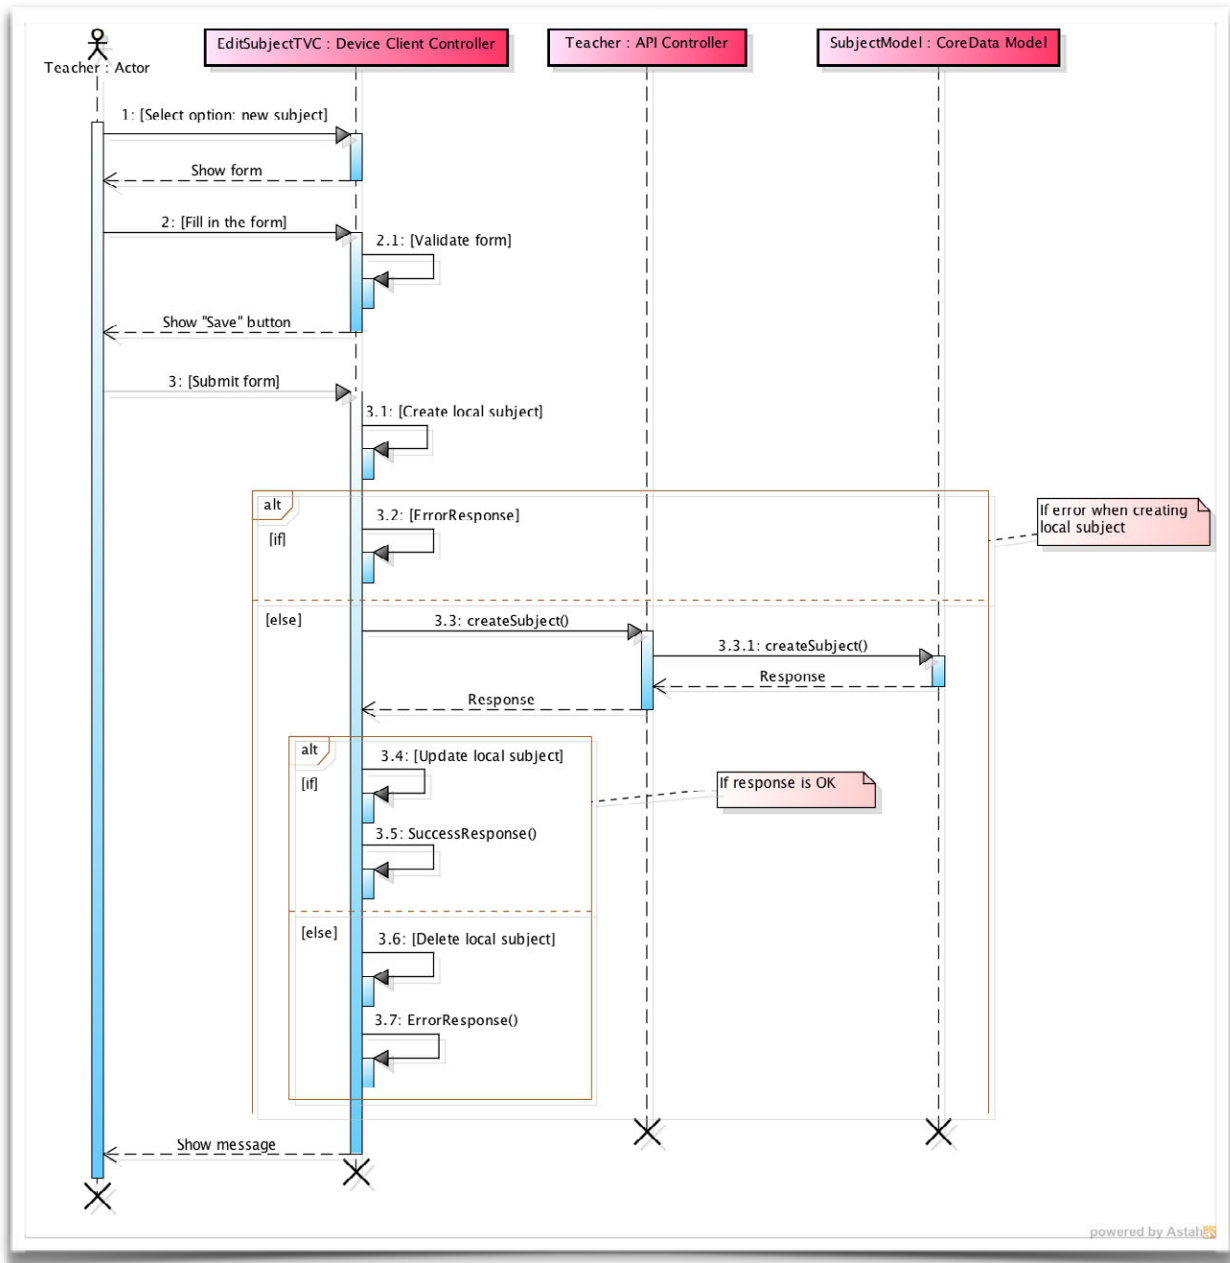 EditSubjectTVC : Device Client Controller
Teacher : API Controller
SubjectModel : CoreData Model
Teacher : Actor
1: [Select option: new subject]
Show form
2: [Fill in the form]
2.1: [Validate form]
Show "Save" button
3: [Submit form]
3.1: [Create local subject]
alt
3.2: [ErrorResponse]
[if]
If error when creating
local subject
[else]
3.3: createSubject()
3.3.1: createSubject()
Response
Response
alt
3.4: [Update local subject]
[if]
If response is OK
3.5: SuccessResponse()
[else]
3.6: [Delete local subject]
3.7: ErrorResponse()
Show message
powered by Astah